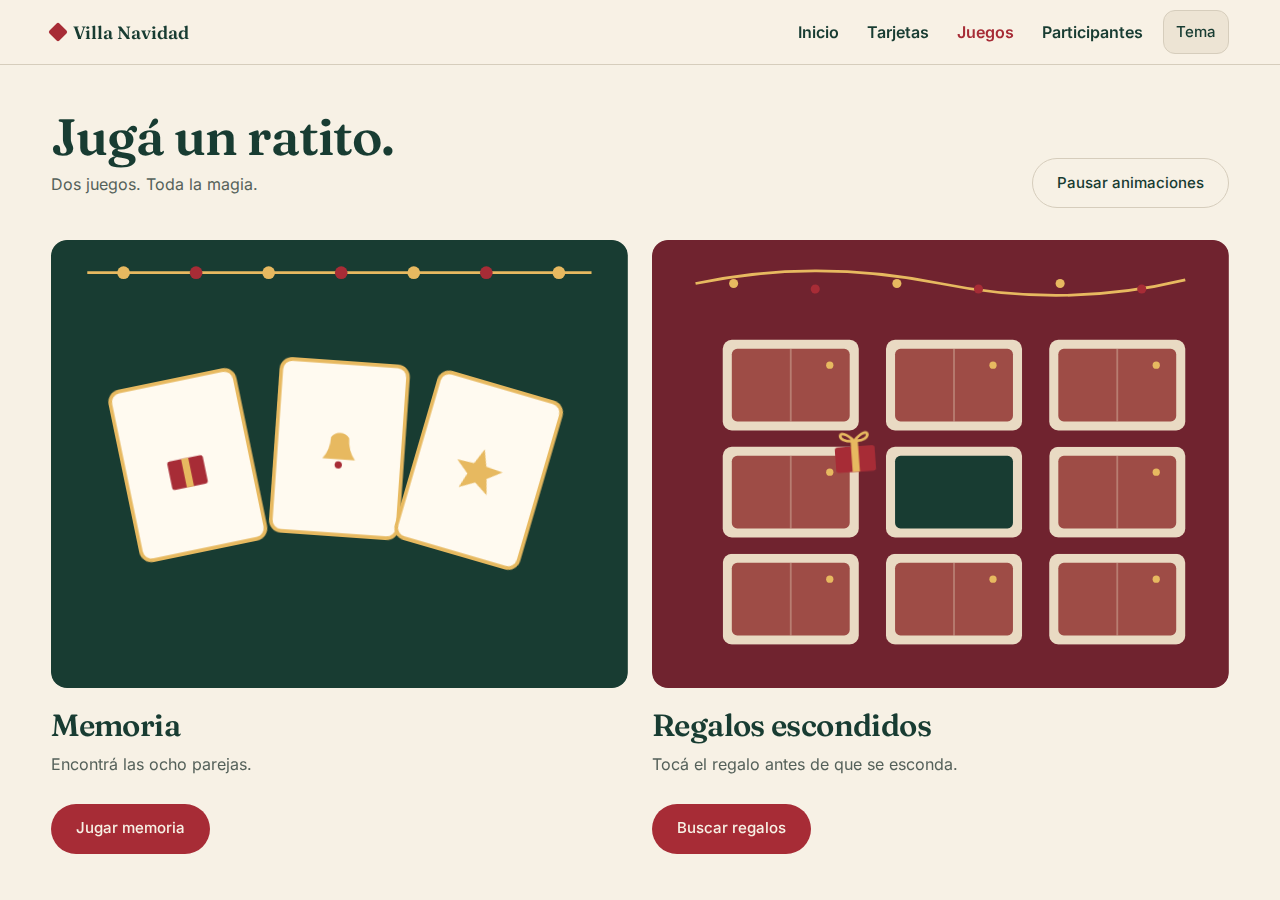 Villa Navidad
Inicio
Tarjetas
Juegos
Participantes
Tema
Jugá un ratito.
Dos juegos. Toda la magia.
Pausar animaciones
Memoria
Encontrá las ocho parejas.
Jugar memoria
Regalos escondidos
Tocá el regalo antes de que se esconda.
Buscar regalos